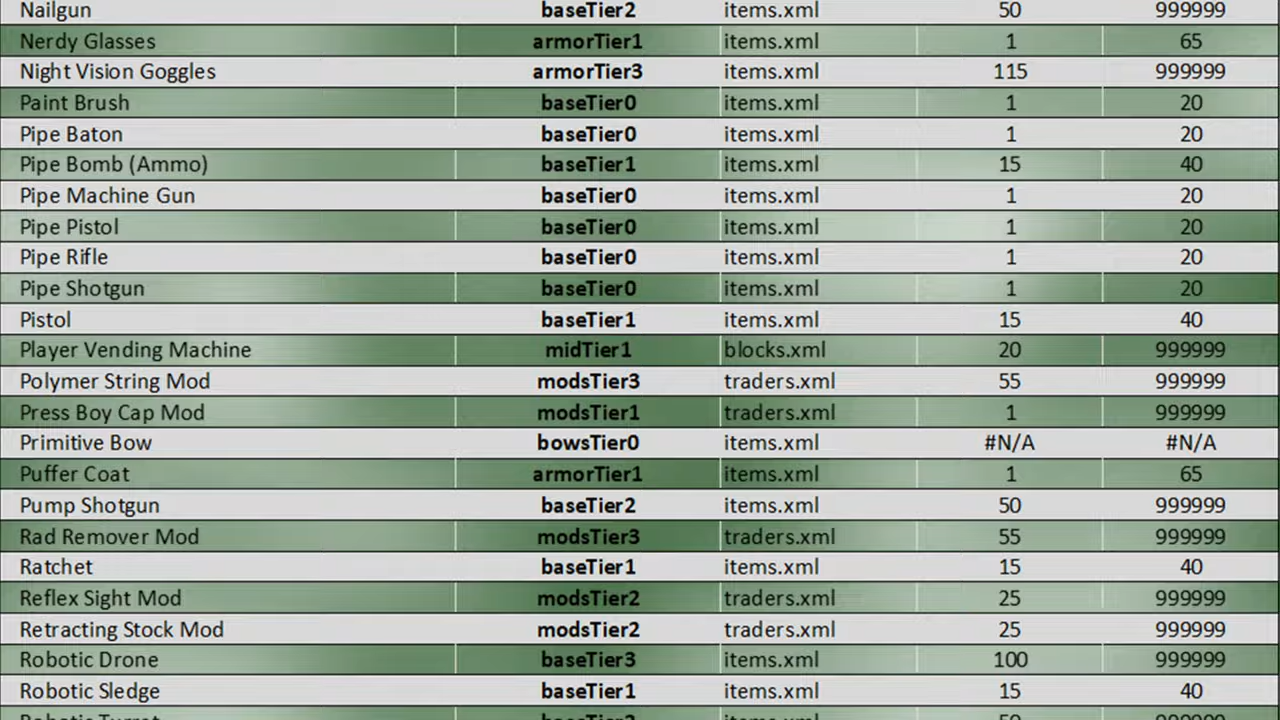 Nailgun baseTier2 items.xml 50 999999
Nerdy Glasses armorTier1 items.xml 1 65
Night Vision Goggles armorTier3 items.xml 115 999999
Paint Brush baseTier0 items.xml 1 20
Pipe Baton baseTier0 items.xml 1 20
Pipe Bomb (Ammo) baseTier1 items.xml 15 40
Pipe Machine Gun baseTier0 items.xml 1 20
Pipe Pistol baseTier0 items.xml 1 20
Pipe Rifle baseTier0 items.xml 1 20
Pipe Shotgun baseTier0 items.xml 1 20
Pistol baseTier1 items.xml 15 40
Player Vending Machine midTier1 blocks.xml 20 999999
Polymer String Mod modsTier3 traders.xml 55 999999
Press Boy Cap Mod modsTier1 traders.xml 1 999999
Primitive Bow bowsTier0 items.xml #N/A #N/A
Puffer Coat armorTier1 items.xml 1 65
Pump Shotgun baseTier2 items.xml 50 999999
Rad Remover Mod modsTier3 traders.xml 55 999999
Ratchet baseTier1 items.xml 15 40
Reflex Sight Mod modsTier2 traders.xml 25 999999
Retracting Stock Mod modsTier2 traders.xml 25 999999
Robotic Drone baseTier3 items.xml 100 999999
Robotic Sledge baseTier1 items.xml 15 40
Robotic Turret baseTier2 items.xml 50 999999